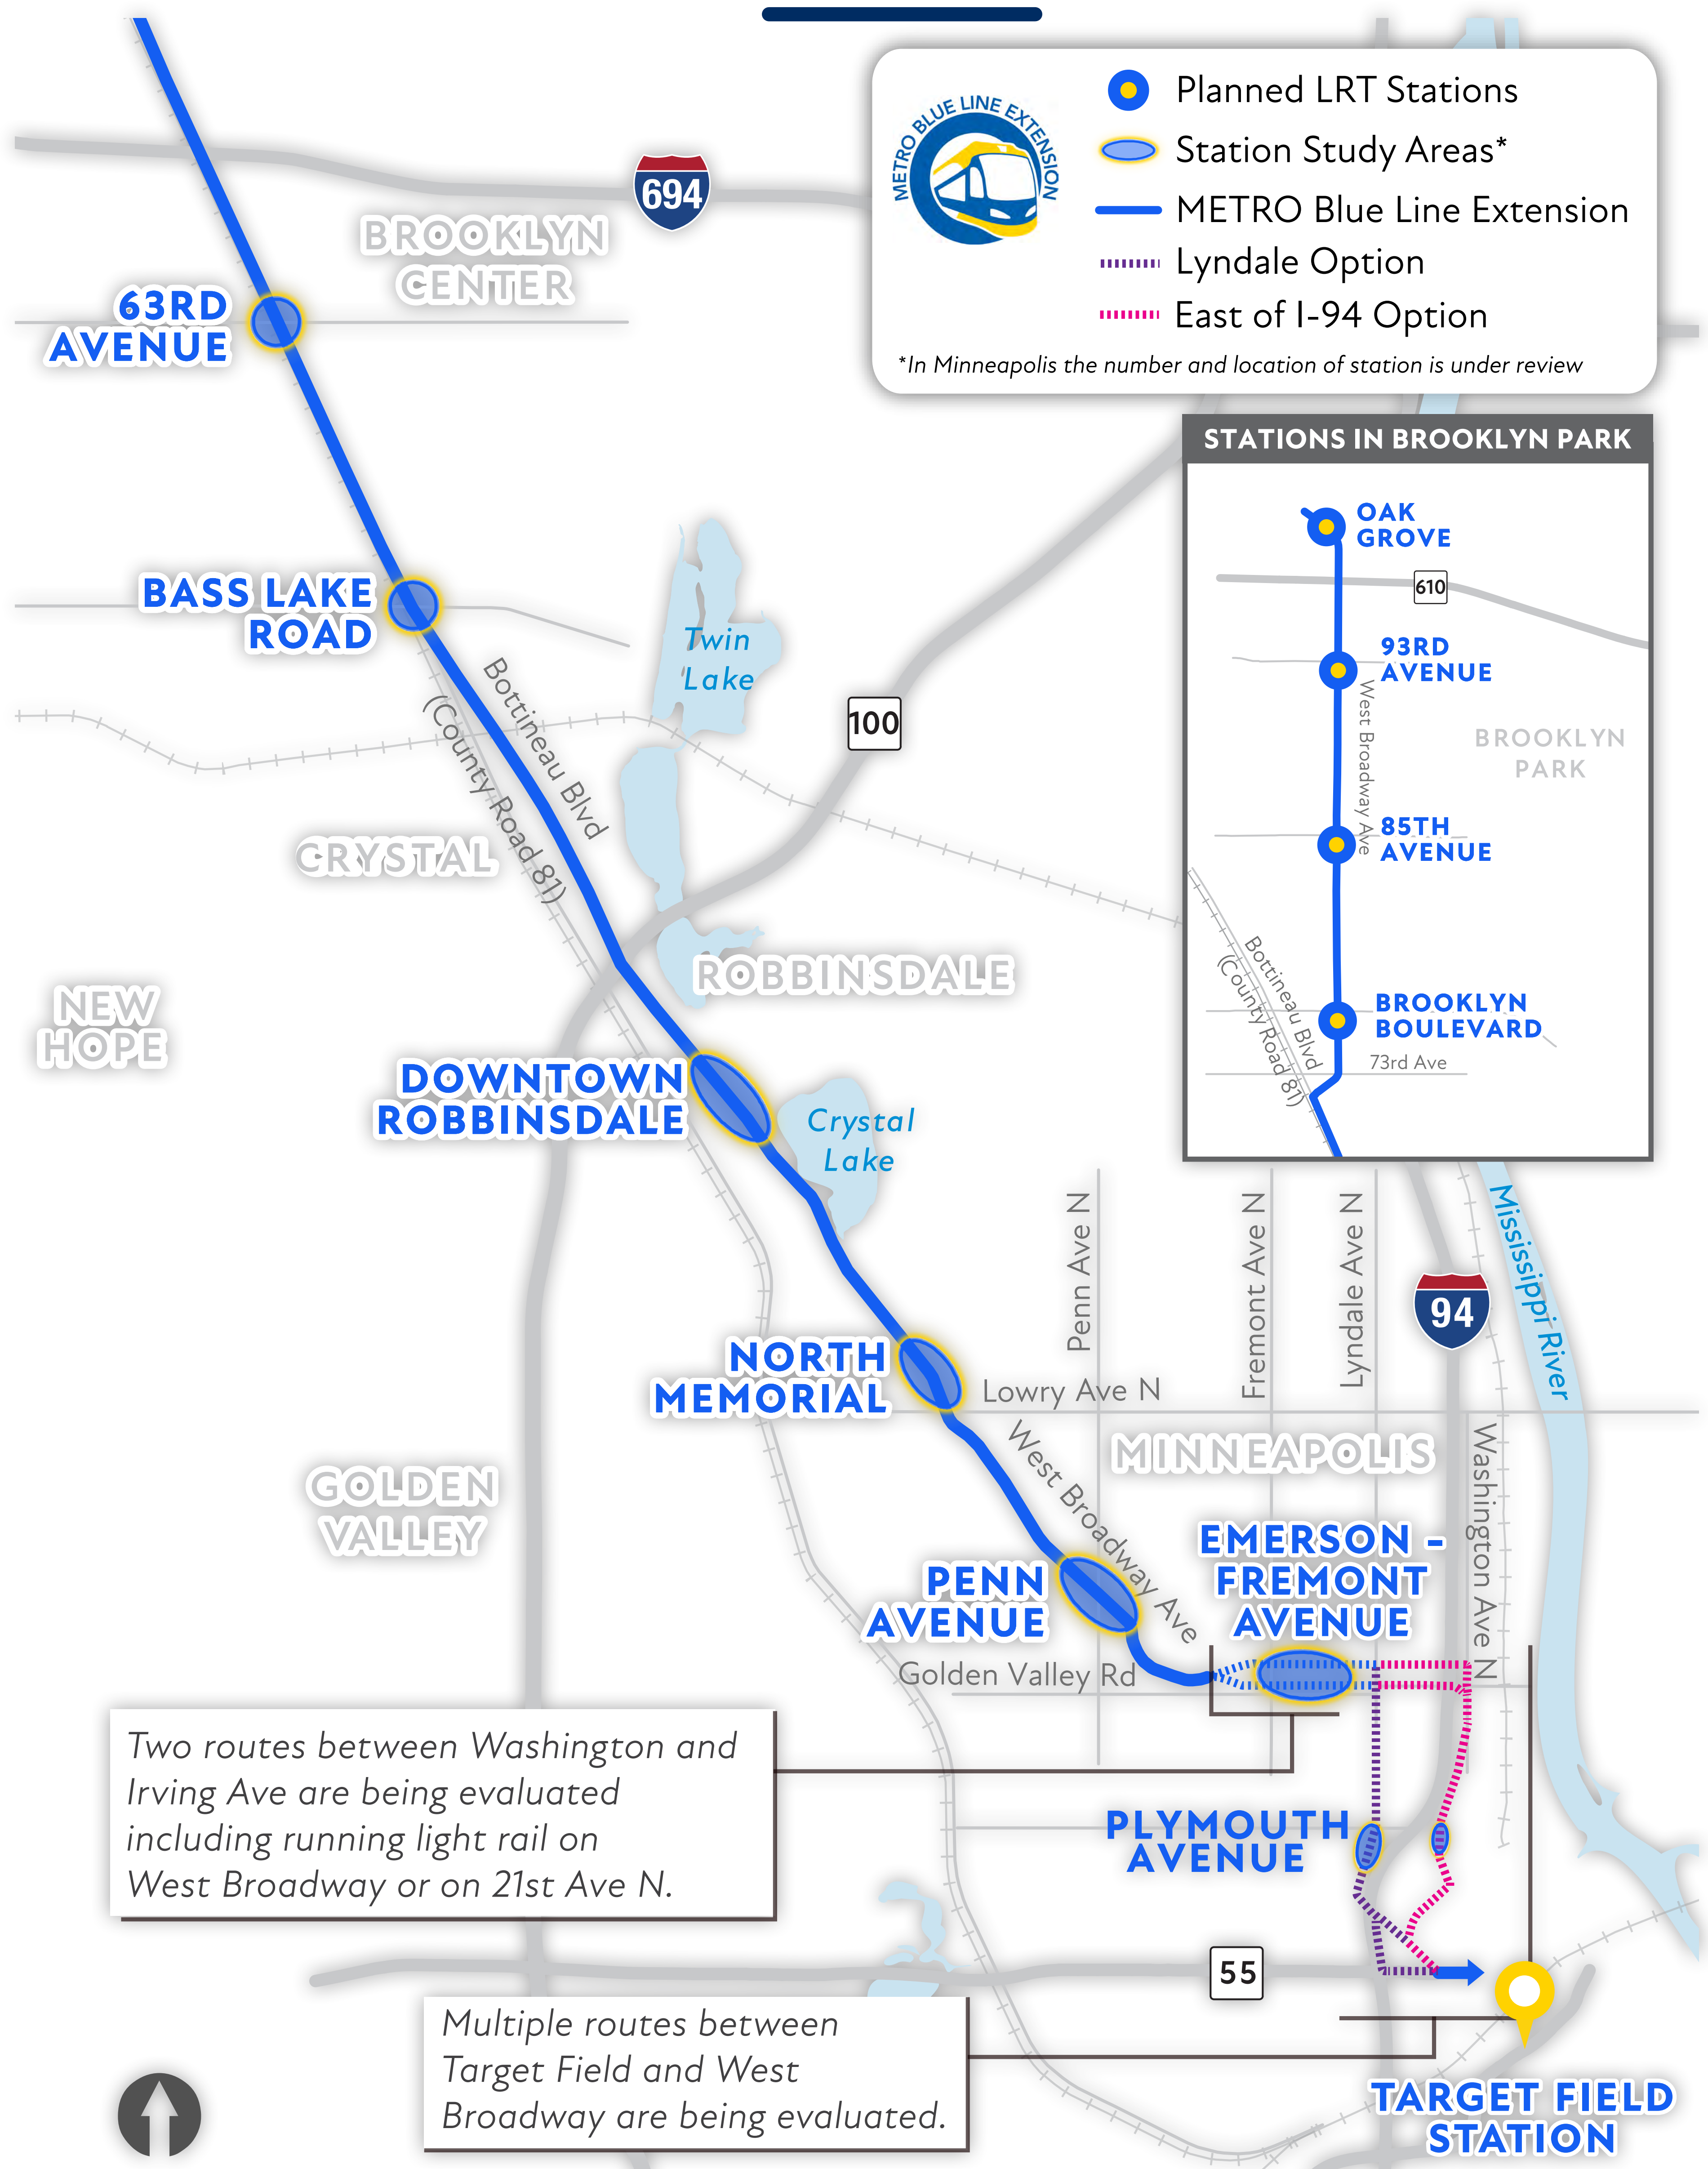 METRO BLUE LINE EXTENSION
Planned LRT Stations
Station Study Areas*
METRO Blue Line Extension
Lyndale Option
East of I-94 Option
*In Minneapolis the number and location of station is under review
694
BROOKLYN
CENTER
63RD
AVENUE
BASS LAKE
ROAD
Bottineau Blvd
(County Road 81)
Twin
Lake
100
CRYSTAL
ROBBINSDALE
NEW
HOPE
DOWNTOWN
ROBBINSDALE
Crystal
Lake
STATIONS IN BROOKLYN PARK
OAK
GROVE
610
93RD
AVENUE
West Broadway Ave
BROOKLYN
PARK
85TH
AVENUE
Bottineau Blvd
(County Road 81)
BROOKLYN
BOULEVARD
73rd Ave
Penn Ave N
Fremont Ave N
Lyndale Ave N
94
Mississippi River
NORTH
MEMORIAL
Lowry Ave N
West Broadway Ave
MINNEAPOLIS
Washington Ave N
GOLDEN
VALLEY
EMERSON -
FREMONT
AVENUE
PENN
AVENUE
Golden Valley Rd
Two routes between Washington and
Irving Ave are being evaluated
including running light rail on
West Broadway or on 21st Ave N.
PLYMOUTH
AVENUE
55
Multiple routes between
Target Field and West
Broadway are being evaluated.
TARGET FIELD
STATION